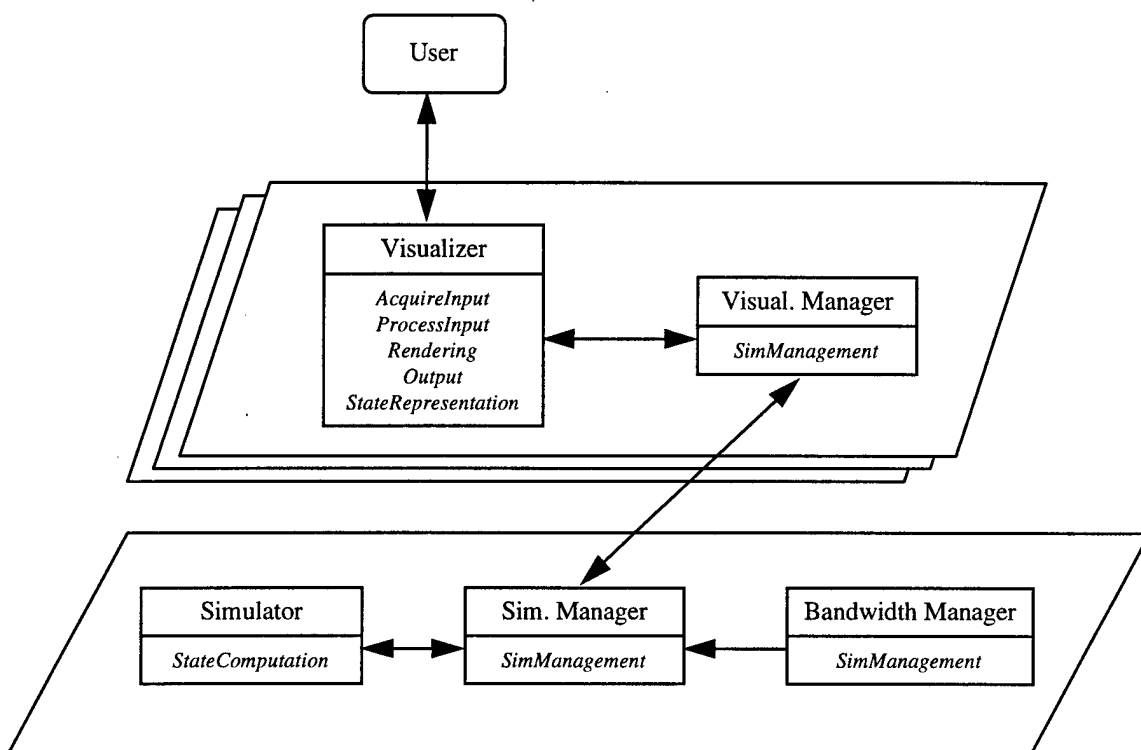 User
Visualizer
AcquireInput
ProcessInput
Rendering
Output
StateRepresentation
Visual. Manager
SimManagement
Simulator
StateComputation
Sim. Manager
SimManagement
Bandwidth Manager
SimManagement